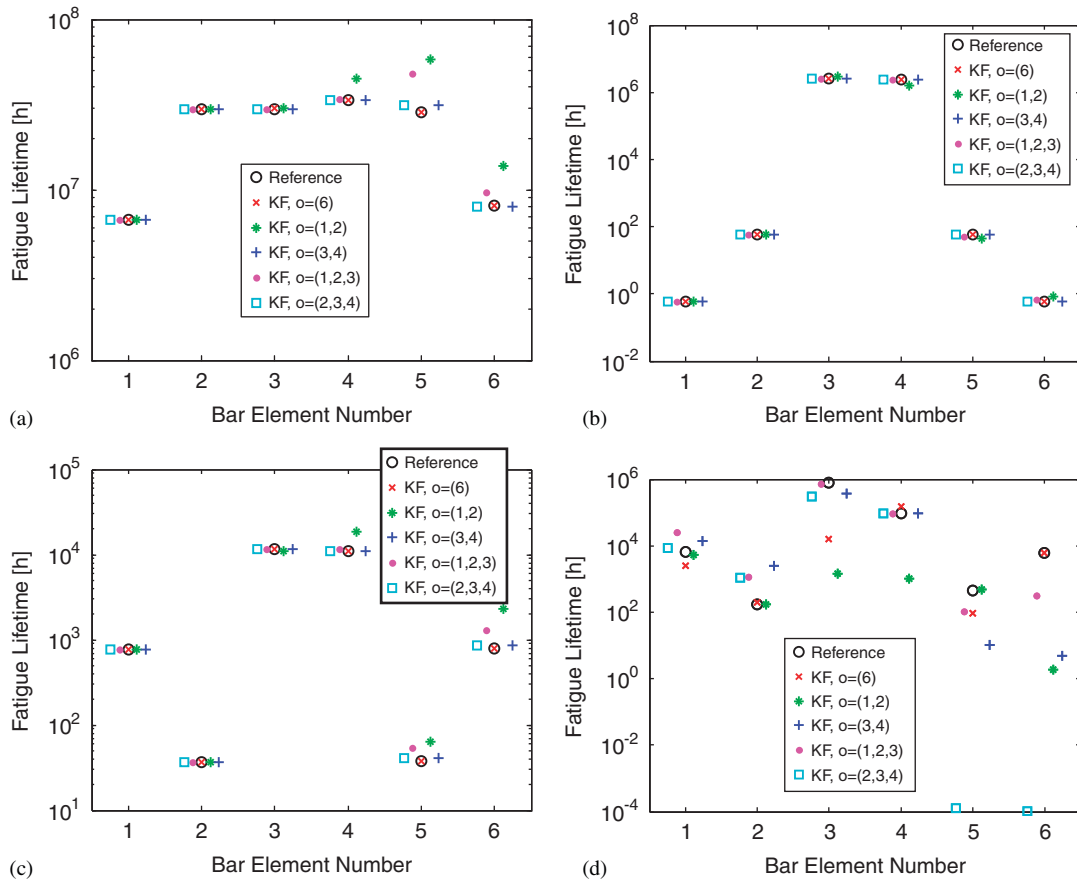 10^8
10^7
10^6
Fatigue Lifetime [h]
Reference
KF, o=(6)
KF, o=(1,2)
KF, o=(3,4)
KF, o=(1,2,3)
KF, o=(2,3,4)
1 2 3 4 5 6
Bar Element Number
(a)
10^8
10^6
10^4
10^2
10^0
10^-2
Fatigue Lifetime [h]
Reference
KF, o=(6)
KF, o=(1,2)
KF, o=(3,4)
KF, o=(1,2,3)
KF, o=(2,3,4)
1 2 3 4 5 6
Bar Element Number
(b)
10^5
10^4
10^3
10^2
10^1
Fatigue Lifetime [h]
Reference
KF, o=(6)
KF, o=(1,2)
KF, o=(3,4)
KF, o=(1,2,3)
KF, o=(2,3,4)
1 2 3 4 5 6
Bar Element Number
(c)
10^6
10^4
10^2
10^0
10^-2
10^-4
Fatigue Lifetime [h]
Reference
KF, o=(6)
KF, o=(1,2)
KF, o=(3,4)
KF, o=(1,2,3)
KF, o=(2,3,4)
1 2 3 4 5 6
Bar Element Number
(d)